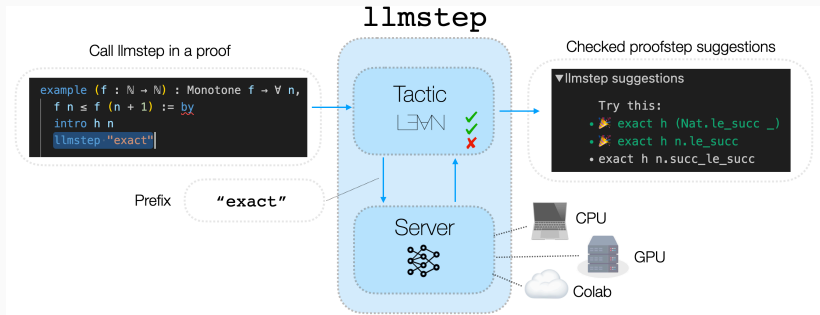 llmstep
Call llmstep in a proof
example (f : ℕ → ℕ) : Monotone f → ∀ n,
f n ≤ f (n + 1) := by
intro h n
llmstep "exact"
Tactic
L∃∀N
Checked proofstep suggestions
▼llmstep suggestions
Try this:
• 🎉 exact h (Nat.le_succ _)
• 🎉 exact h n.le_succ
• exact h n.succ_le_succ
Prefix
“exact”
Server
CPU
GPU
Colab